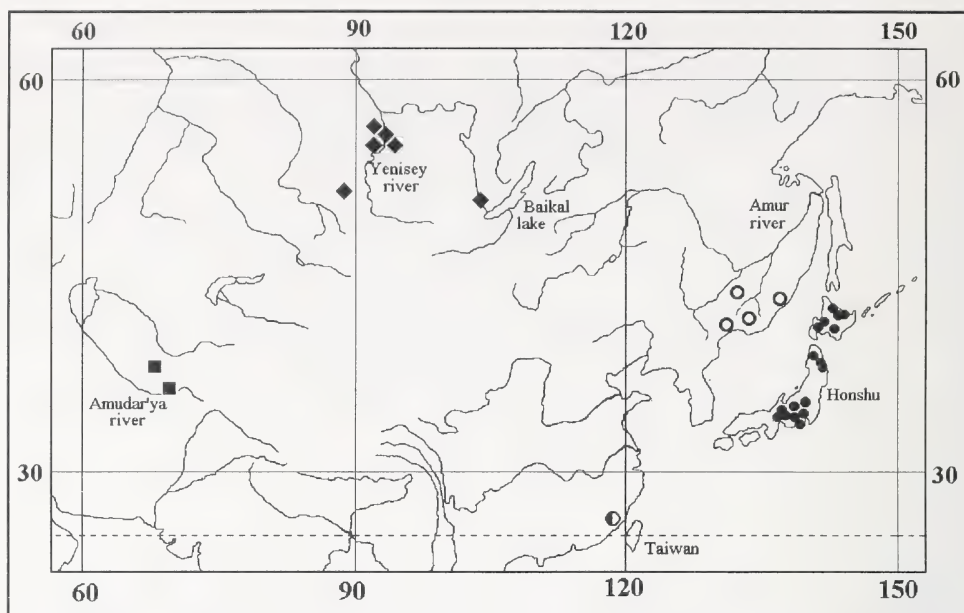 60 90 120 150
60 60
Yenisey
river
Baikal
lake
Amur
river
Amudar'ya
river
Honshu
30 30
Taiwan
60 90 120 150